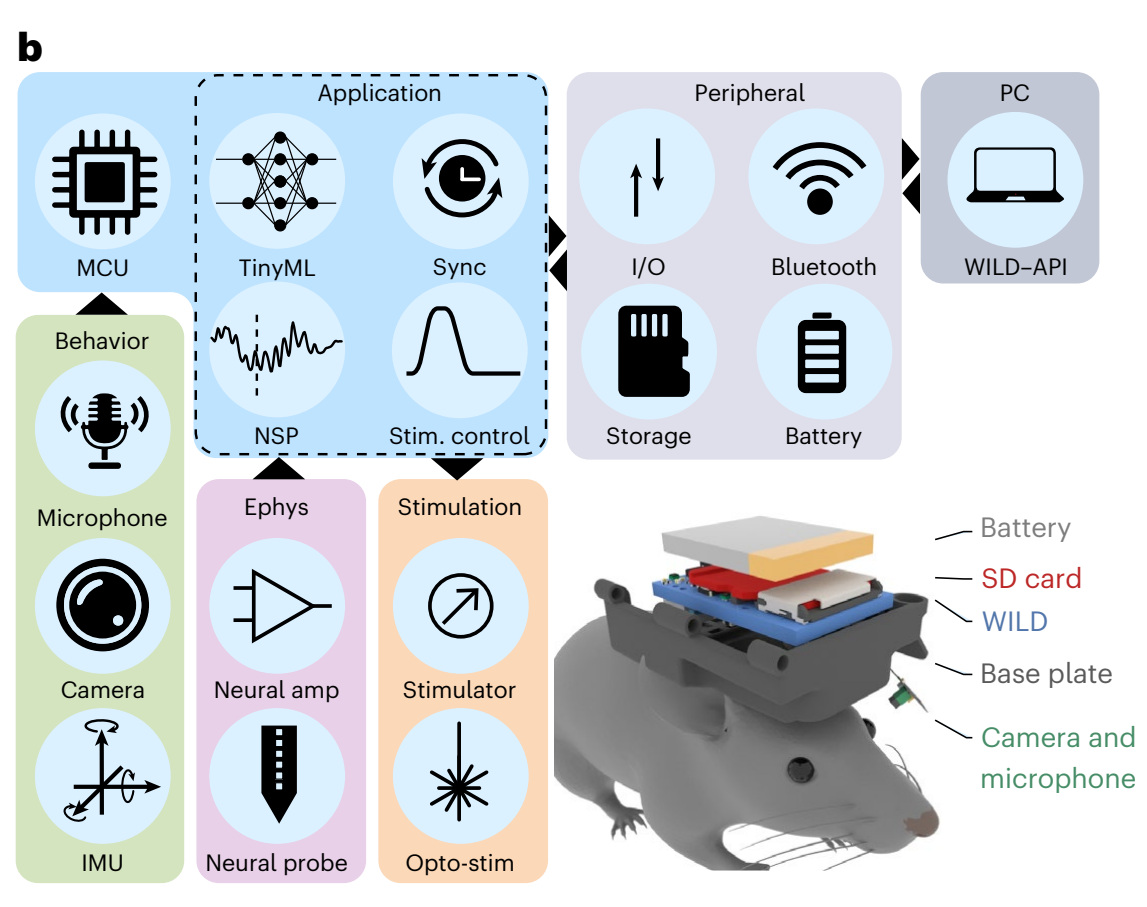 b
Application
Peripheral
PC
MCU
TinyML
Sync
I/O
Bluetooth
WILD–API
Behavior
NSP
Stim. control
Storage
Battery
Microphone
Ephys
Stimulation
Camera
Neural amp
Stimulator
IMU
Neural probe
Opto-stim
Battery
SD card
WILD
Base plate
Camera and
microphone